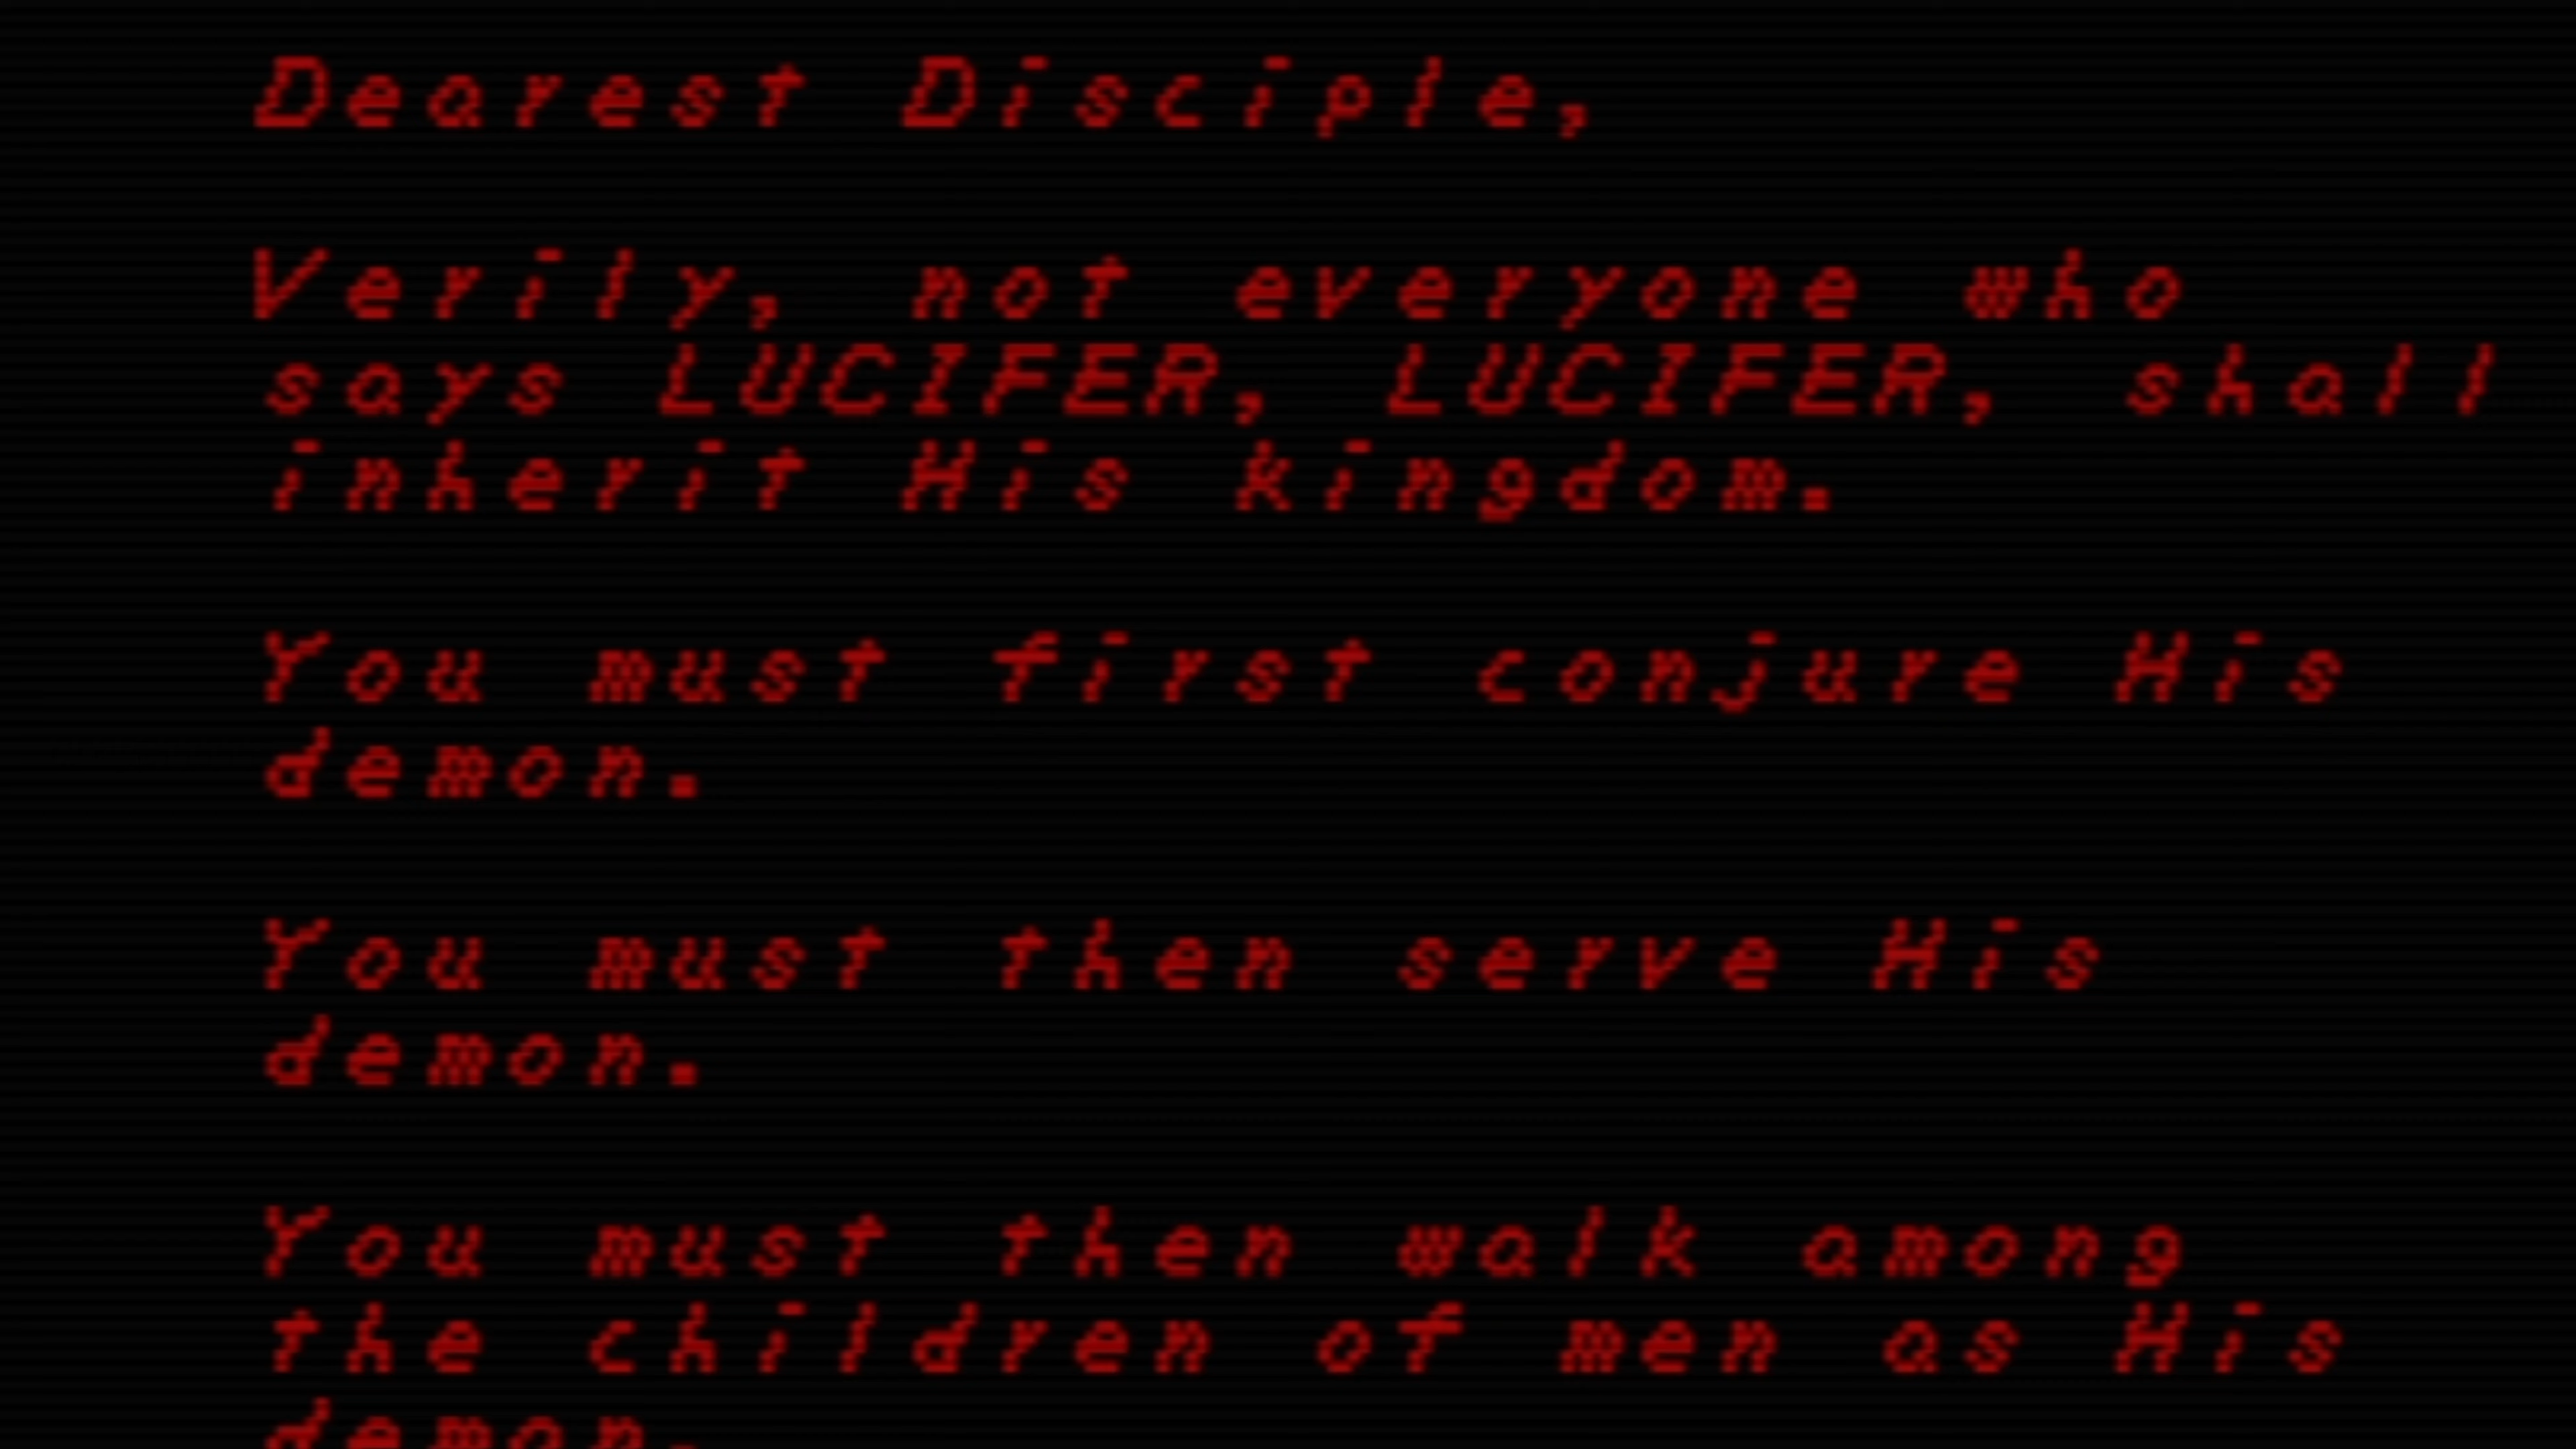 Dearest Disciple,
Verily, not everyone who
says LUCIFER, LUCIFER, shall
inherit His kingdom.
You must first conjure His
demon.
You must then serve His
demon.
You must then walk among
the children of men as His
demon.